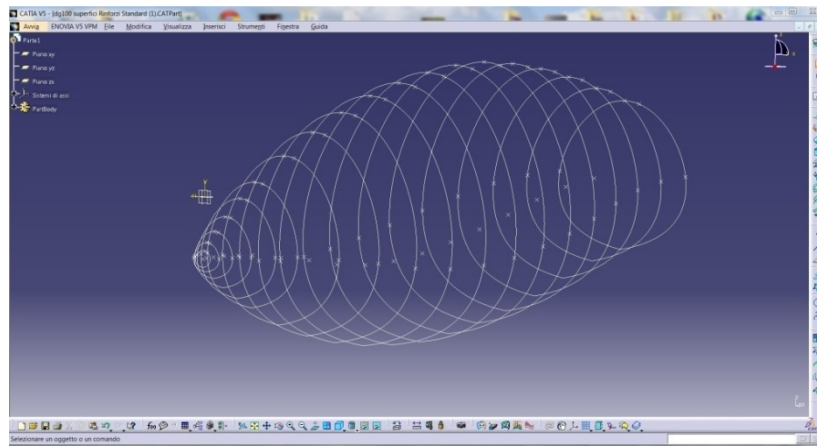 CATIA V5 - [dg100 superfici Rinforzi Standard (1).CATPart]
Avvia ENOVIA V5 VPM File Modifica Visualizza Inserisci Strumenti Finestra Guida
Parte1
Piano xy
Piano yz
Piano zx
Sistemi di assi
PartBody
Selezionare un oggetto o un comando